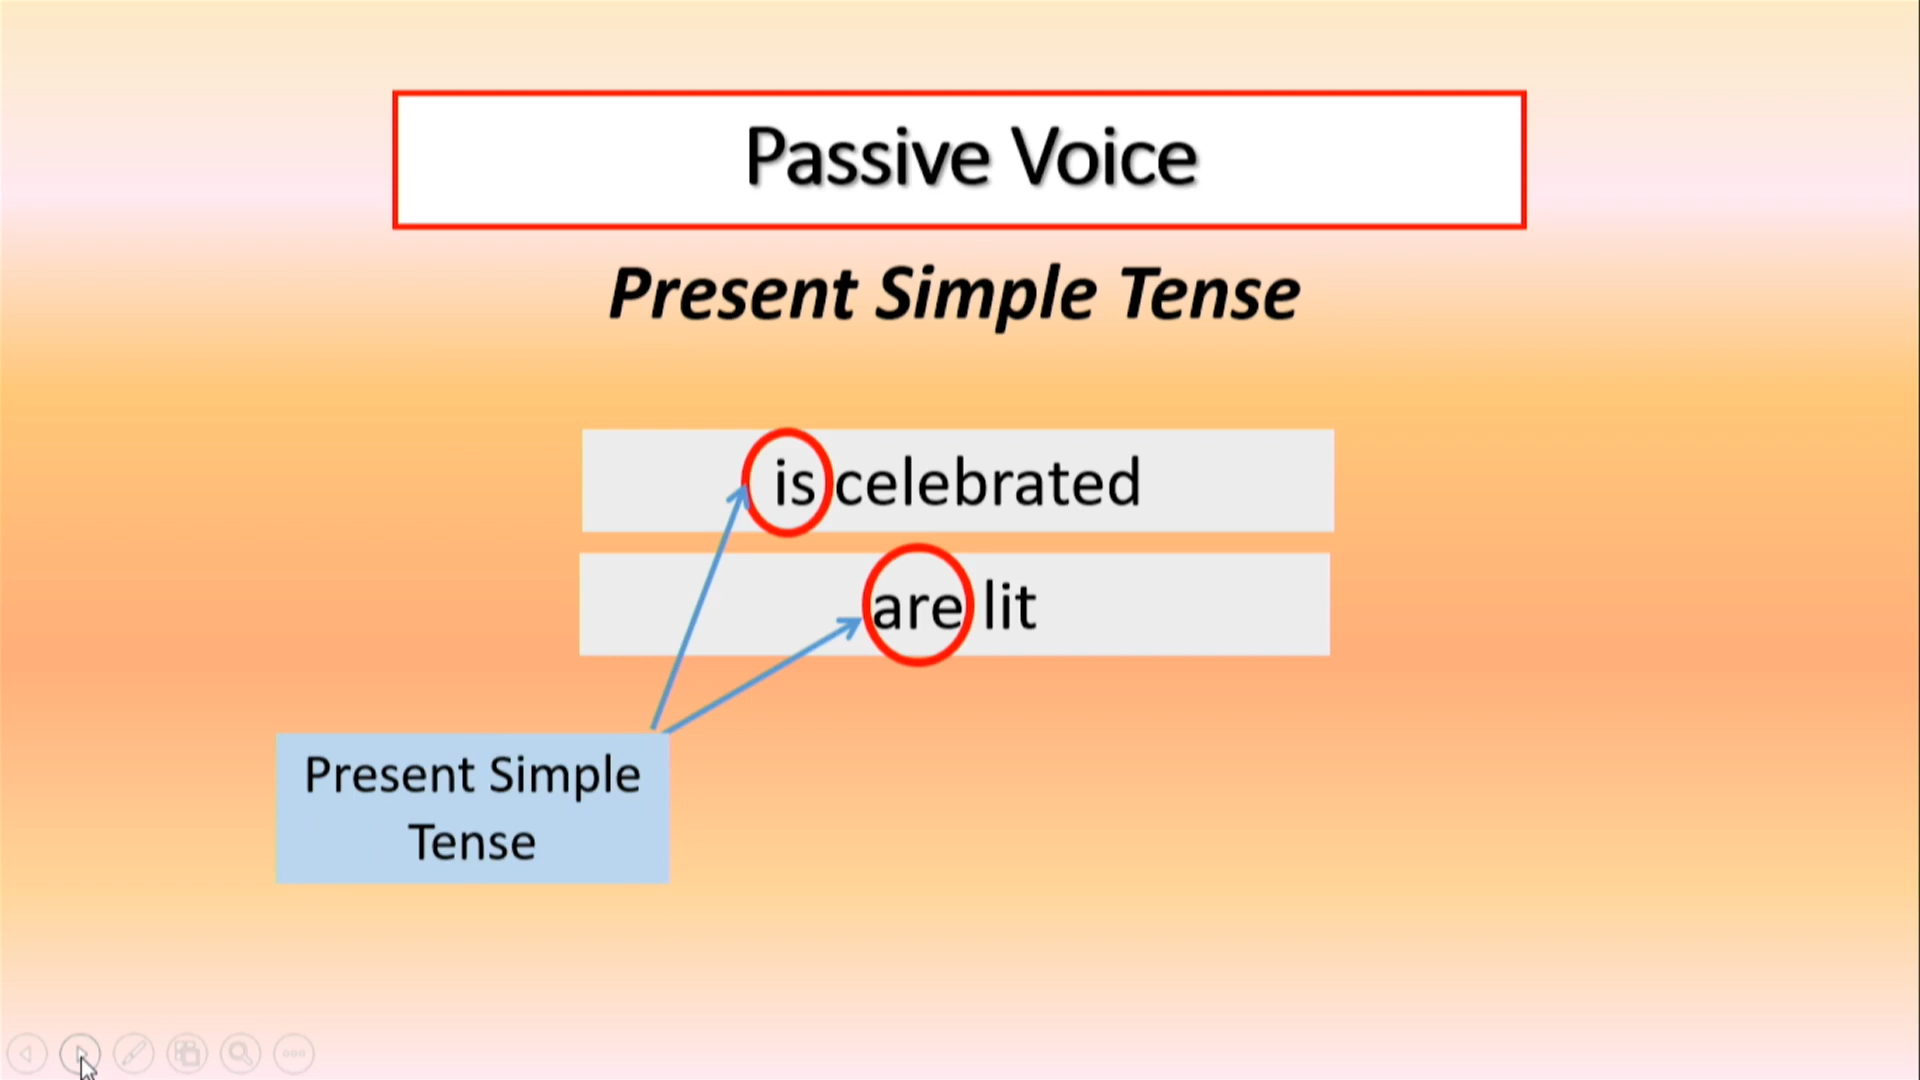 Passive Voice
Present Simple Tense
is celebrated
are lit
Present Simple
Tense